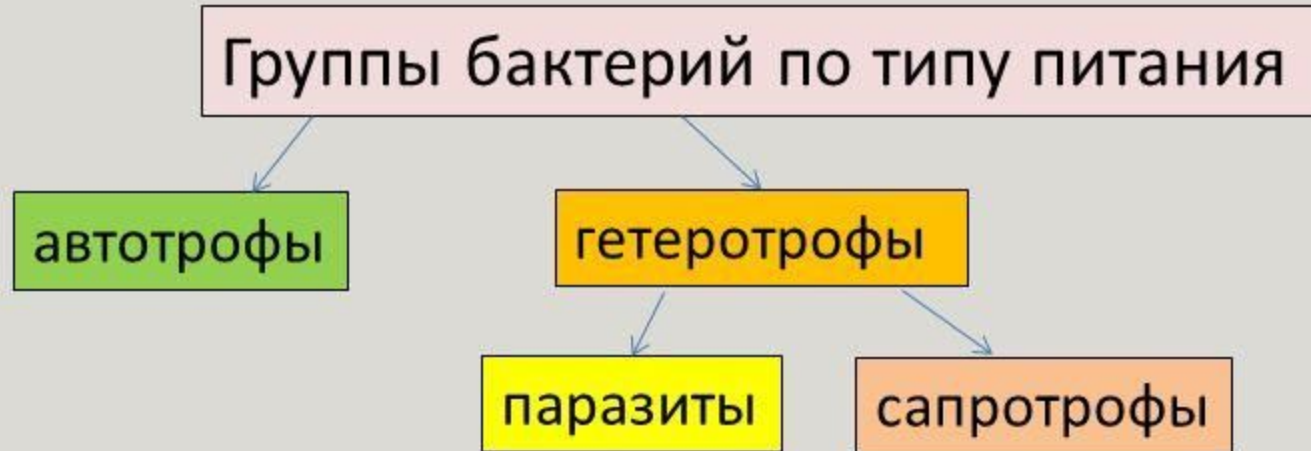 Группы бактерий по типу питания
автотрофы
гетеротрофы
паразиты
сапротрофы